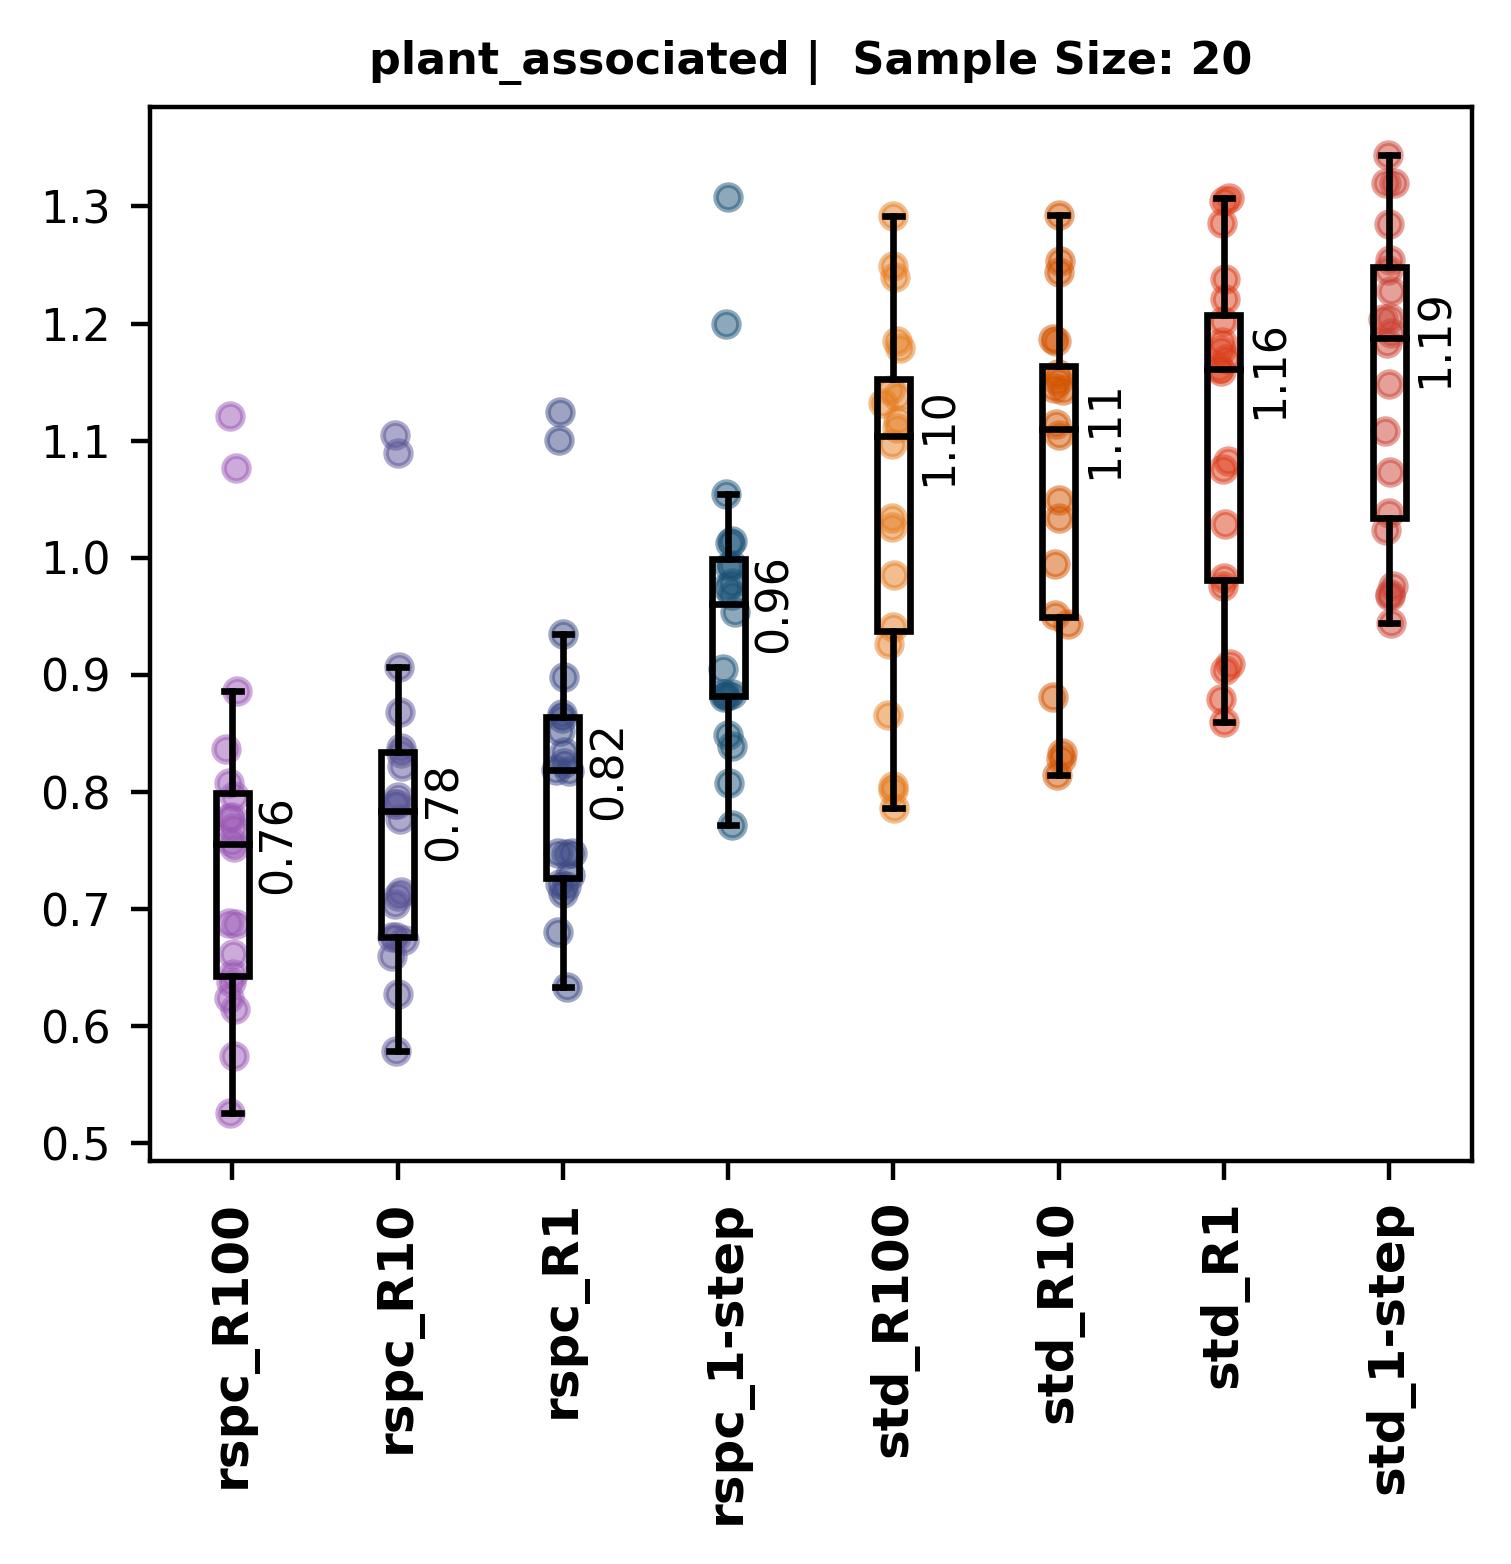 plant_associated |  Sample Size: 20
1.3
1.2
1.1
1.0
0.9
0.8
0.7
0.6
0.5
0.76
0.78
0.82
0.96
1.10
1.11
1.16
1.19
rspc_R100
rspc_R10
rspc_R1
rspc_1-step
std_R100
std_R10
std_R1
std_1-step